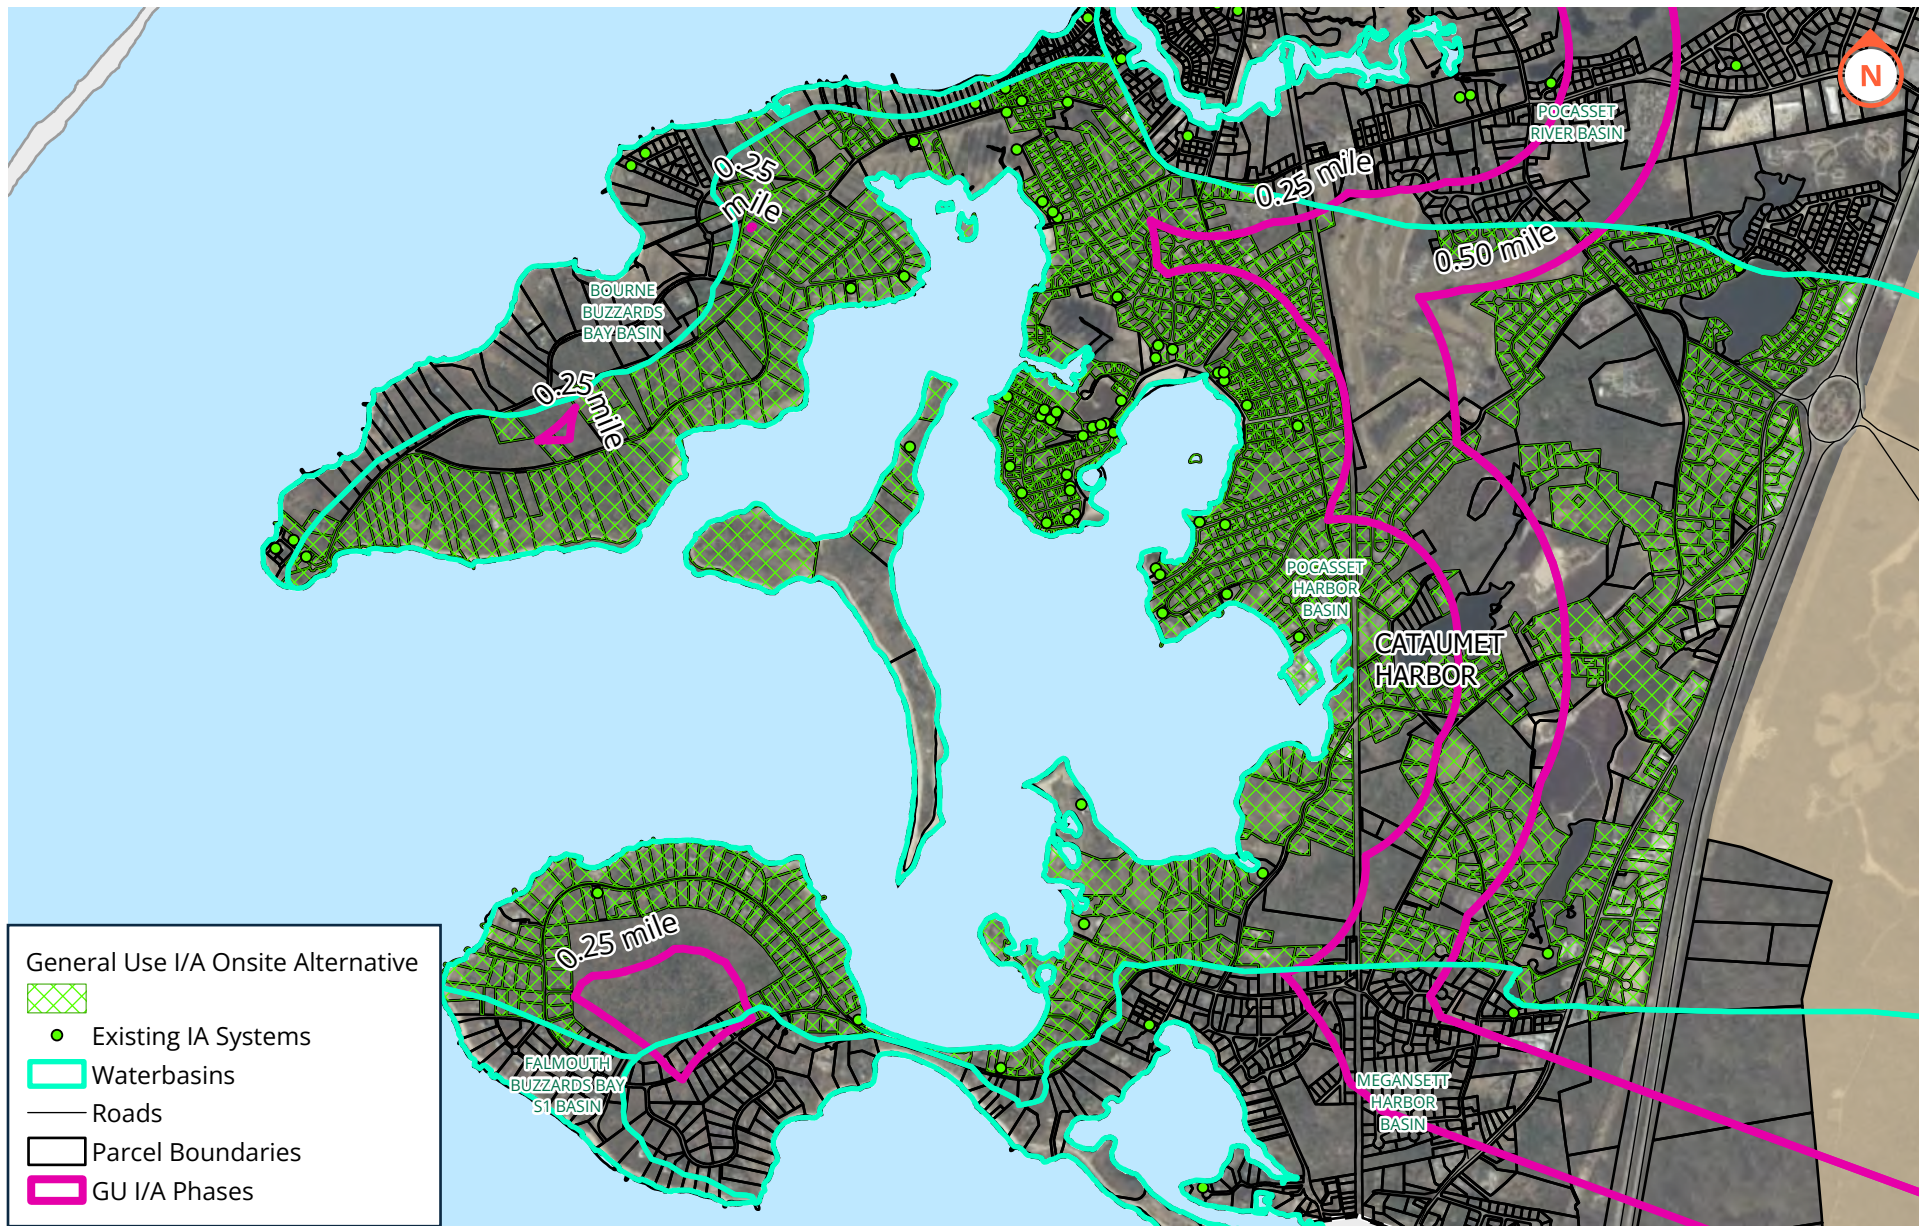 N
POCASSET
RIVER BASIN
0.25
mile
0.25 mile
0.50 mile
BOURNE
BUZZARDS
BAY BASIN
0.25 mile
POCASSET
HARBOR
BASIN
CATAUMET
HARBOR
0.25 mile
FALMOUTH
BUZZARDS BAY
S1 BASIN
MEGANSETT
HARBOR
BASIN
General Use I/A Onsite Alternative
Existing IA Systems
Waterbasins
Roads
Parcel Boundaries
GU I/A Phases